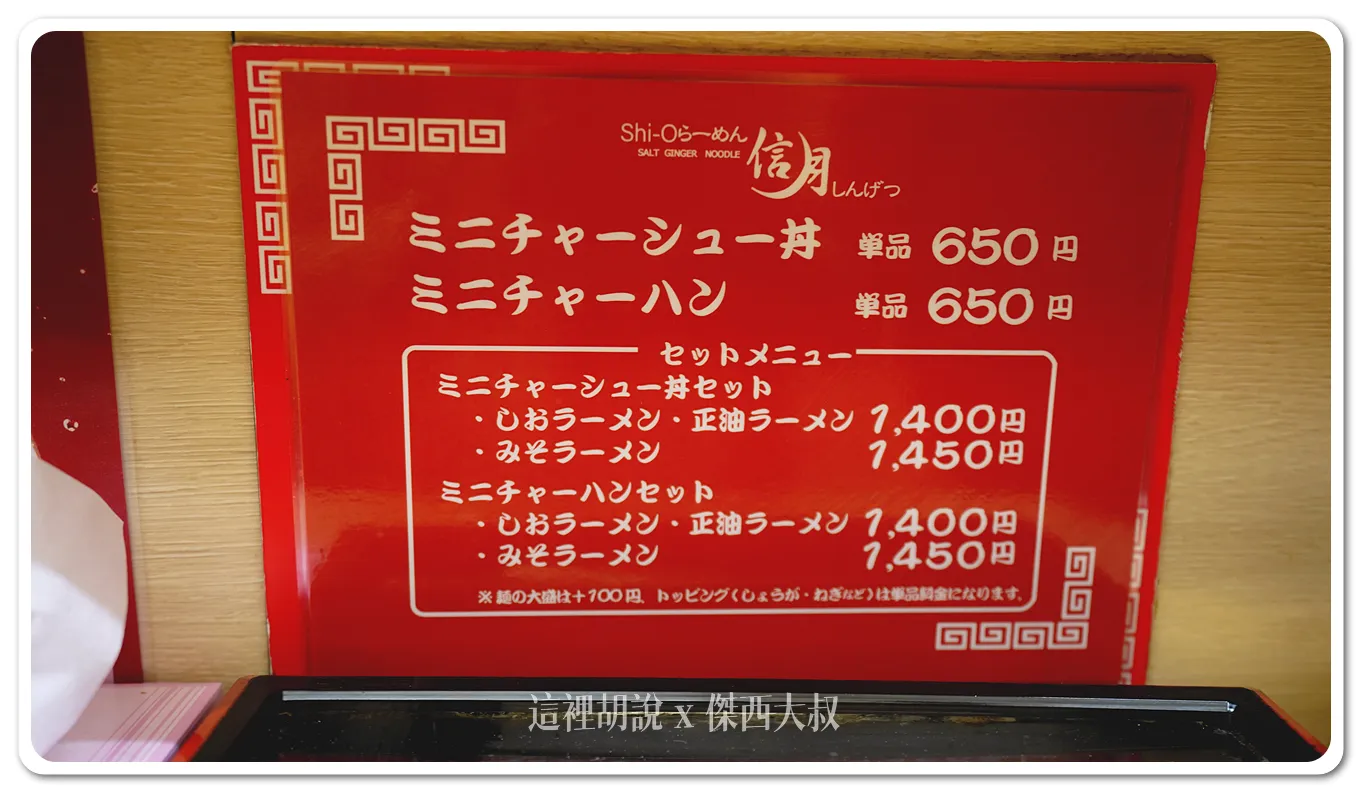 Shi-Oらーめん
SALT GINGER NOODLE
信月
しんげつ
ミニチャーシュー丼 単品 650円
ミニチャーハン 単品 650円
セットメニュー
ミニチャーシュー丼セット
・しおラーメン・正油ラーメン 1,400円
・みそラーメン 1,450円
ミニチャーハンセット
・しおラーメン・正油ラーメン 1,400円
・みそラーメン 1,450円
※麺の大盛は+100円、トッピング(しょうが・ねぎなど)は単品料金になります。
這裡胡說 x 傑西大叔